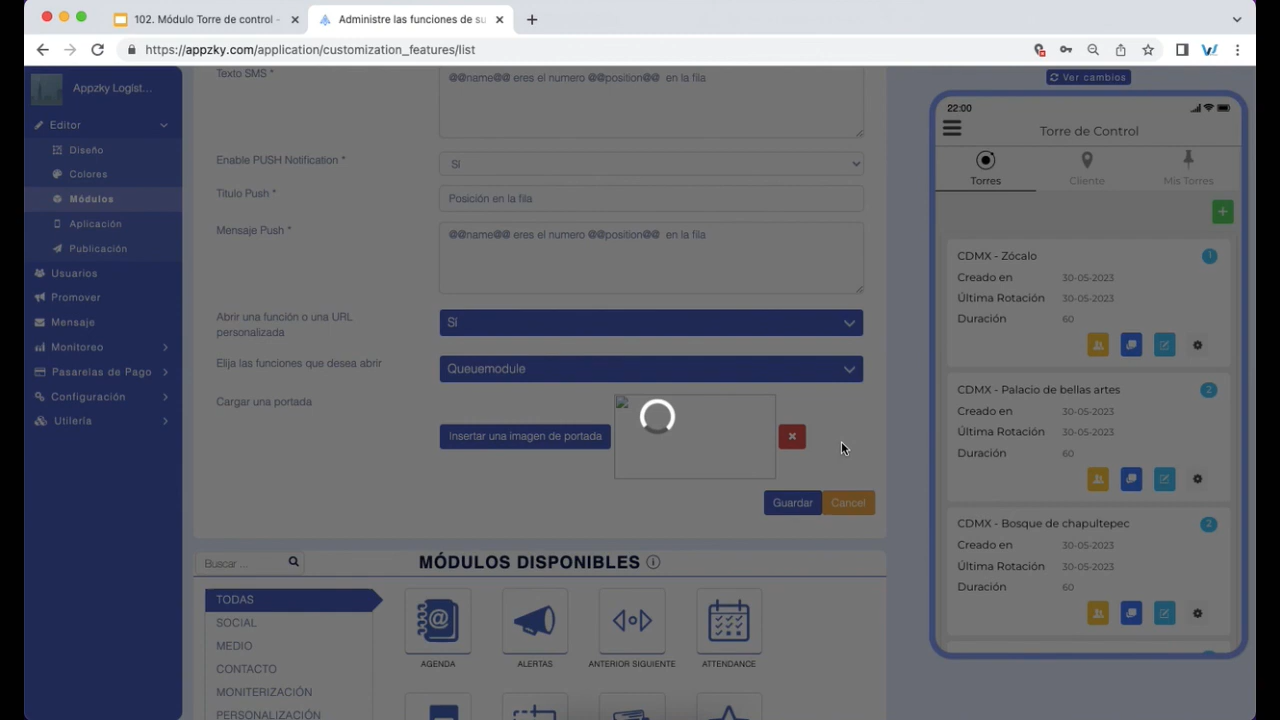 102. Módulo Torre de control -
Administre las funciones de su
https://appzky.com/application/customization_features/list
Appzky Logist...
Editor
Diseño
Colores
Módulos
Aplicación
Publicación
Usuarios
Promover
Mensaje
Monitoreo
Pasarelas de Pago
Configuración
Utilería
Texto SMS *
@@name@@ eres el numero @@position@@ en la fila
Enable PUSH Notification *
SI
Titulo Push *
Posición en la fila
Mensaje Push *
@@name@@ eres el numero @@position@@ en la fila
Abrir una función o una URL
personalizada
SI
Elija las funciones que desea abrir
Queuemodule
Cargar una portada
Insertar una imagen de portada
Guardar
Cancel
Buscar ...
MÓDULOS DISPONIBLES
TODAS
SOCIAL
MEDIO
CONTACTO
MONITERIZACIÓN
PERSONALIZACIÓN
AGENDA
ALERTAS
ANTERIOR SIGUIENTE
ATTENDANCE
Ver cambios
22:00
Torre de Control
Torres
Cliente
Mis Torres
+
CDMX - Zócalo
1
Creado en
30-05-2023
Última Rotación
30-05-2023
Duración
60
CDMX - Palacio de bellas artes
2
Creado en
30-05-2023
Última Rotación
30-05-2023
Duración
60
CDMX - Bosque de chapultepec
2
Creado en
30-05-2023
Última Rotación
30-05-2023
Duración
60